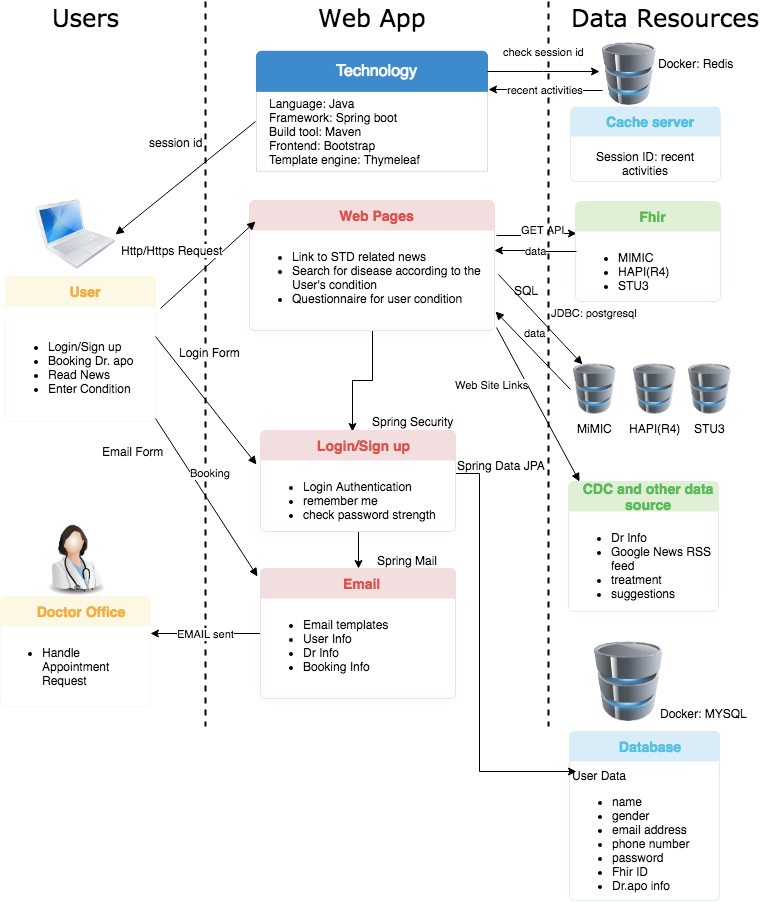 Users
Web App
Data Resources
Technology
Language: Java
Framework: Spring boot
Build tool: Maven
Frontend: Bootstrap
Template engine: Thymeleaf
check session id
recent activities
Docker: Redis
Cache server
Session ID: recent
activities
session id
Http/Https Request
User
Login/Sign up
Booking Dr. apo
Read News
Enter Condition
Web Pages
Link to STD related news
Search for disease according to the
User's condition
Questionnaire for user condition
GET API
data
Fhir
MIMIC
HAPI(R4)
STU3
SQL
JDBC: postgresql
data
MiMIC
HAPI(R4)
STU3
Web Site Links
Login Form
Spring Security
Login/Sign up
Login Authentication
remember me
check password strength
Spring Data JPA
CDC and other data
source
Dr Info
Google News RSS
feed
treatment
suggestions
Email Form
Booking
Spring Mail
Email
Email templates
User Info
Dr Info
Booking Info
EMAIL sent
Doctor Office
Handle
Appointment
Request
Docker: MYSQL
Database
User Data
name
gender
email address
phone number
password
Fhir ID
Dr.apo info